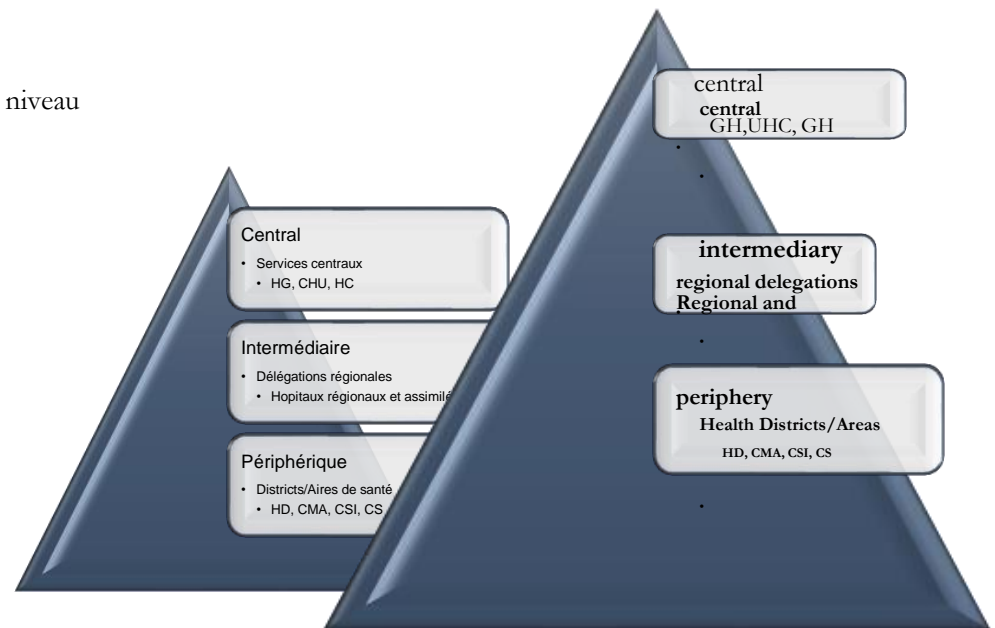 niveau
Central
• Services centraux
• HG, CHU, HC
Intermédiaire
• Délégations régionales
• Hopitaux régionaux et assimilé
Périphérique
• Districts/Aires de santé
• HD, CMA, CSI, CS
central
central
GH,UHC, GH
•
•
intermediary
regional delegations
Regional and
•
•
periphery
Health Districts/Areas
HD, CMA, CSI, CS
•